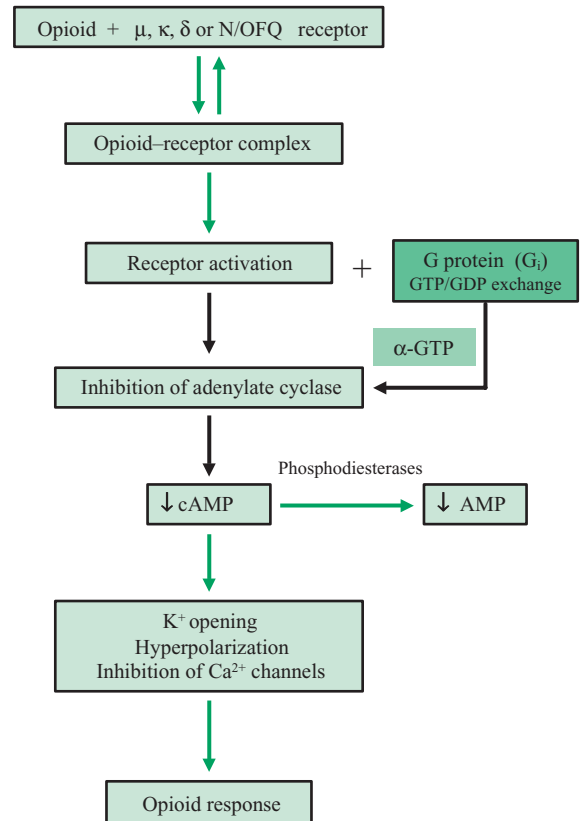 Opioid + μ, κ, δ or N/OFQ receptor
Opioid–receptor complex
Receptor activation
+
G protein (Gᵢ)
GTP/GDP exchange
α-GTP
Inhibition of adenylate cyclase
Phosphodiesterases
↓ cAMP
↓ AMP
K⁺ opening
Hyperpolarization
Inhibition of Ca²⁺ channels
Opioid response